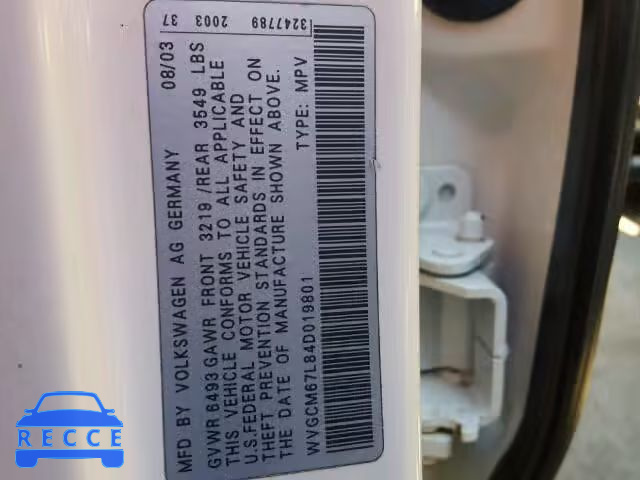 MFD BY VOLKSWAGEN AG GERMANY 08/03 37
GVWR 6493 GAWR FRONT 3219 /REAR 3549 LBS 2003
THIS VEHICLE CONFORMS TO ALL APPLICABLE
U.S.FEDERAL MOTOR VEHICLE SAFETY AND
THEFT PREVENTION STANDARDS IN EFFECT ON 3247789
THE DATE OF MANUFACTURE SHOWN ABOVE.
WVGCM67L84D019801 TYPE: MPV
RECCE